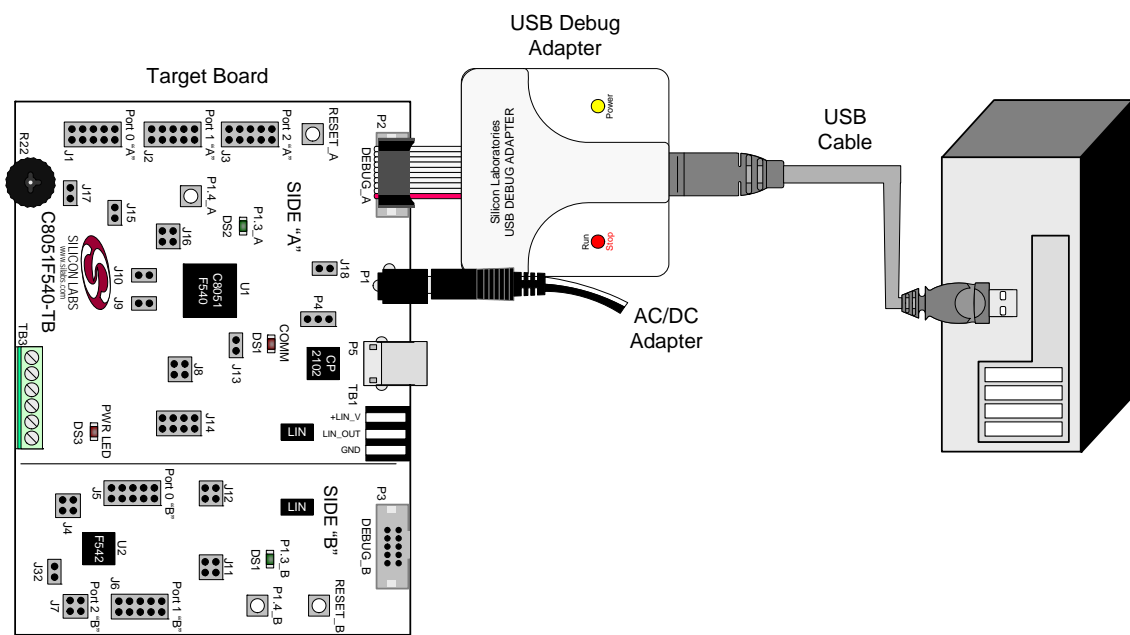 USB Debug
Adapter
Target Board
USB
Cable
AC/DC
Adapter
Silicon Laboratories
USB DEBUG ADAPTER
Power
Run
Stop
R22
J1
Port 0 “A”
J2
Port 1 “A”
J3
Port 2 “A”
RESET_A
P2
DEBUG_A
J17
J15
P1.4_A
J16
P1.3_A
DS2
SIDE “A”
C8051F540-TB
SILICON LABS
www.silabs.com
J10
J9
C8051
F540
U1
J18
P1
P4
TB3
J8
J13
COMM
DS1
CP
2102
P5
TB1
PWR LED
DS3
J14
LIN
+LIN_V
LIN_OUT
GND
J5
Port 0 “B”
J12
LIN
SIDE “B”
P3
DEBUG_B
J4
F542
U2
J32
J11
P1.3_B
DS1
J7
Port 2 “B”
J6
Port 1 “B”
P1.4_B
RESET_B